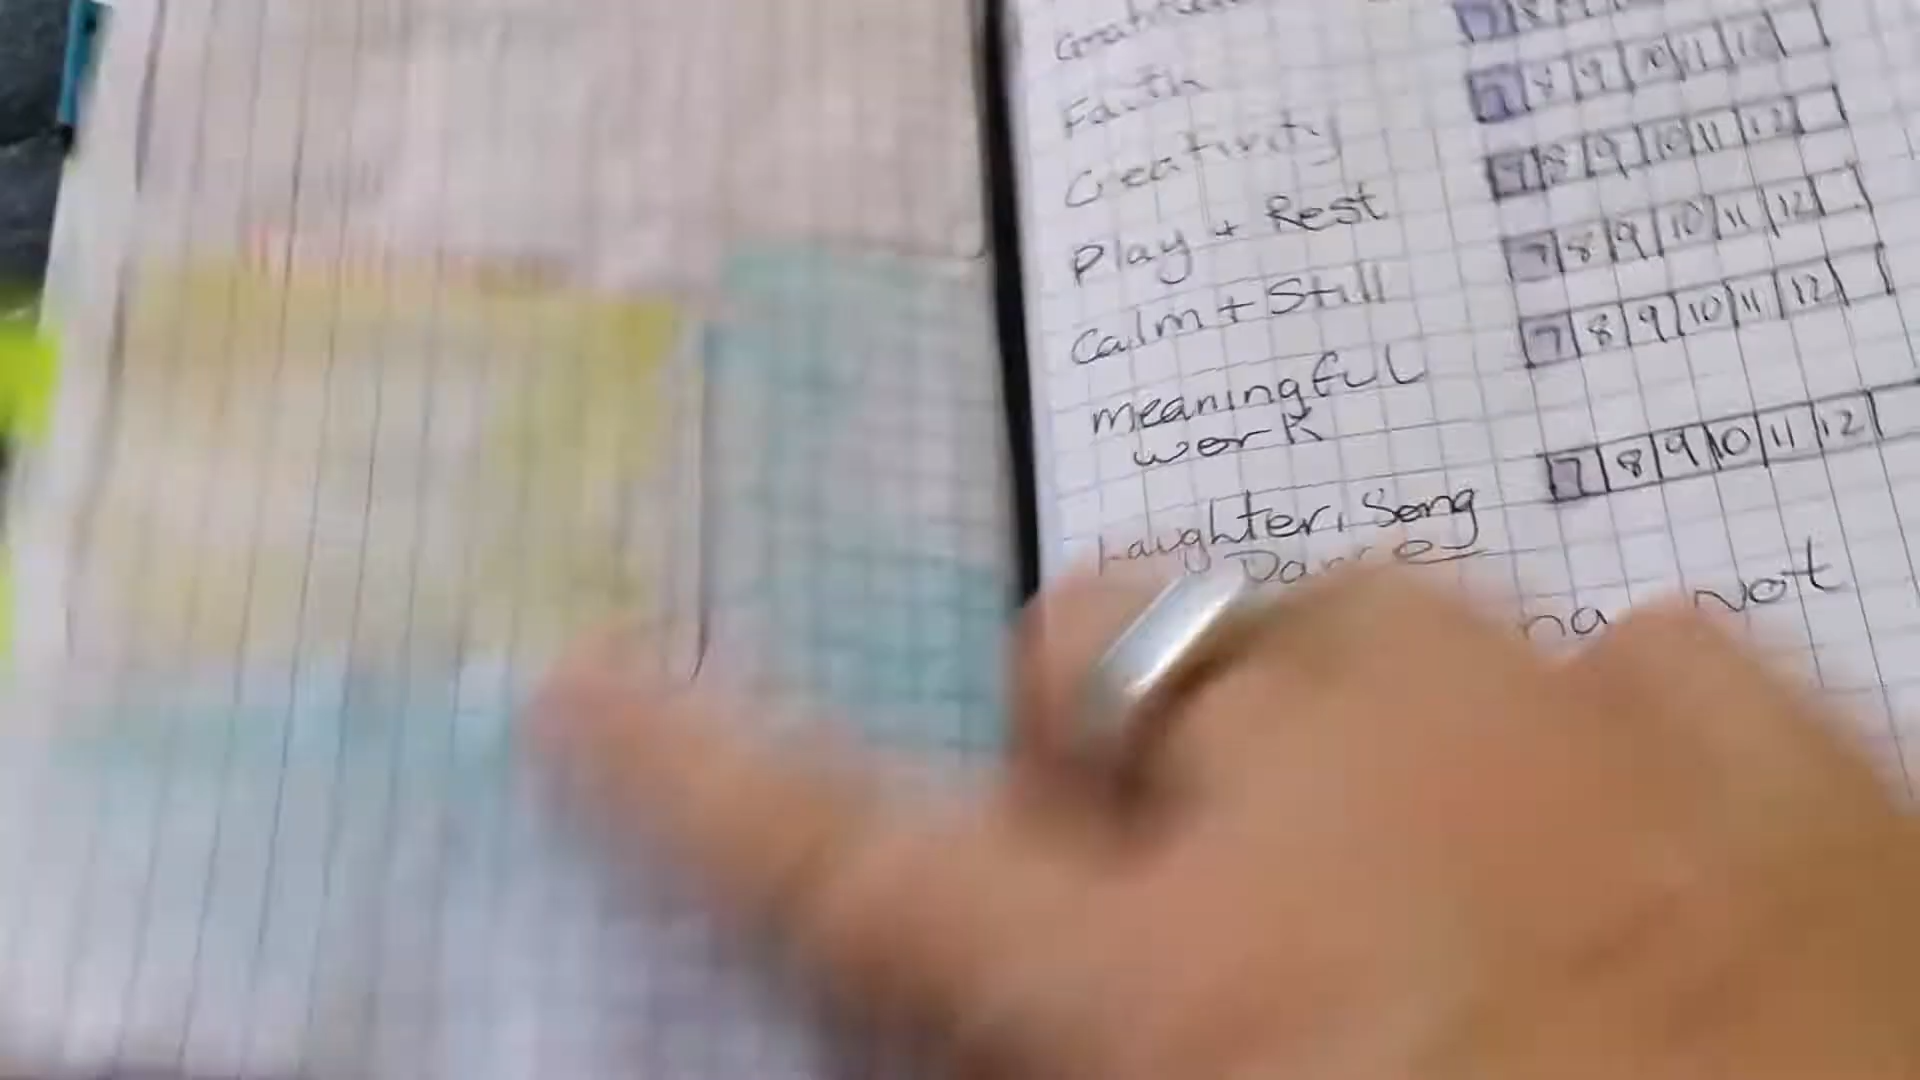 Gratitude
Faith 7 8 9 10 11 12
Creativity 7 8 9 10 11 12
Play + Rest 7 8 9 10 11 12
Calm + Still 7 8 9 10 11 12
meaningful
work 7 8 9 10 11 12
Laughter, Song
Dance
Not